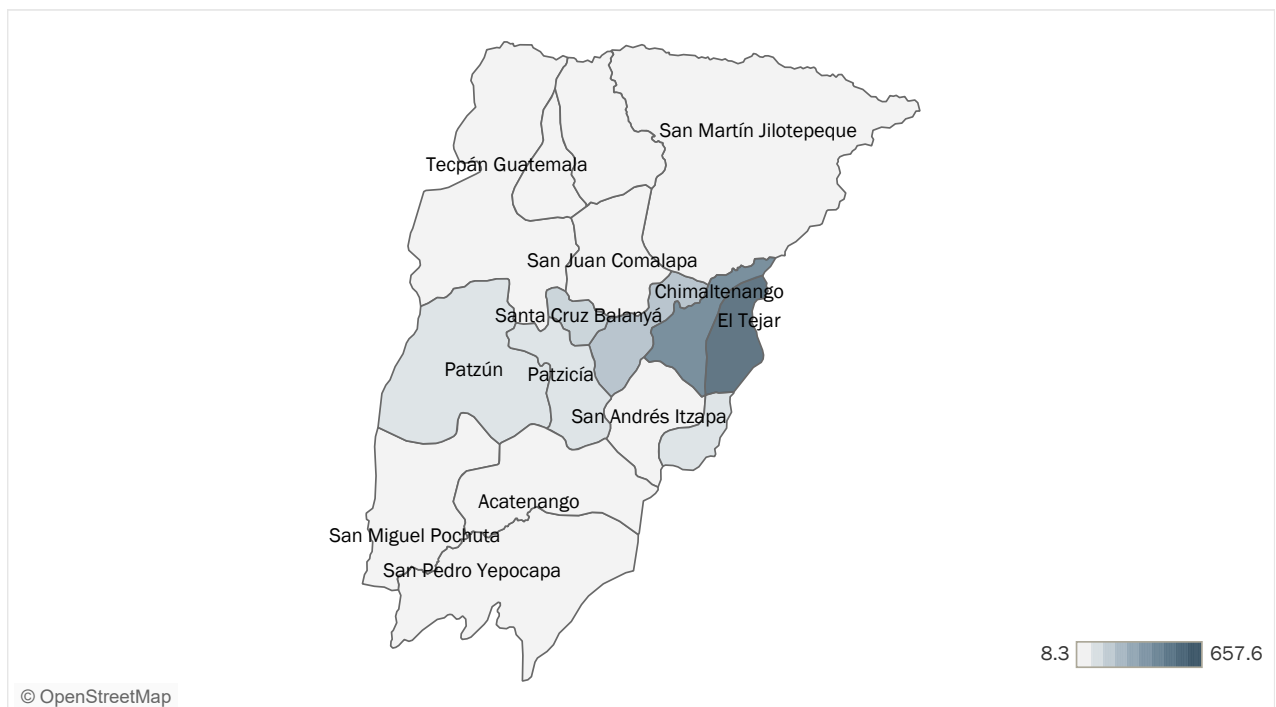 San Martín Jilotepeque
Tecpán Guatemala
San Juan Comalapa
Chimaltenango
Santa Cruz Balanyá
El Tejar
Patzún
Patzicía
San Andrés Itzapa
Acatenango
San Miguel Pochuta
San Pedro Yepocapa
8.3
657.6
© OpenStreetMap